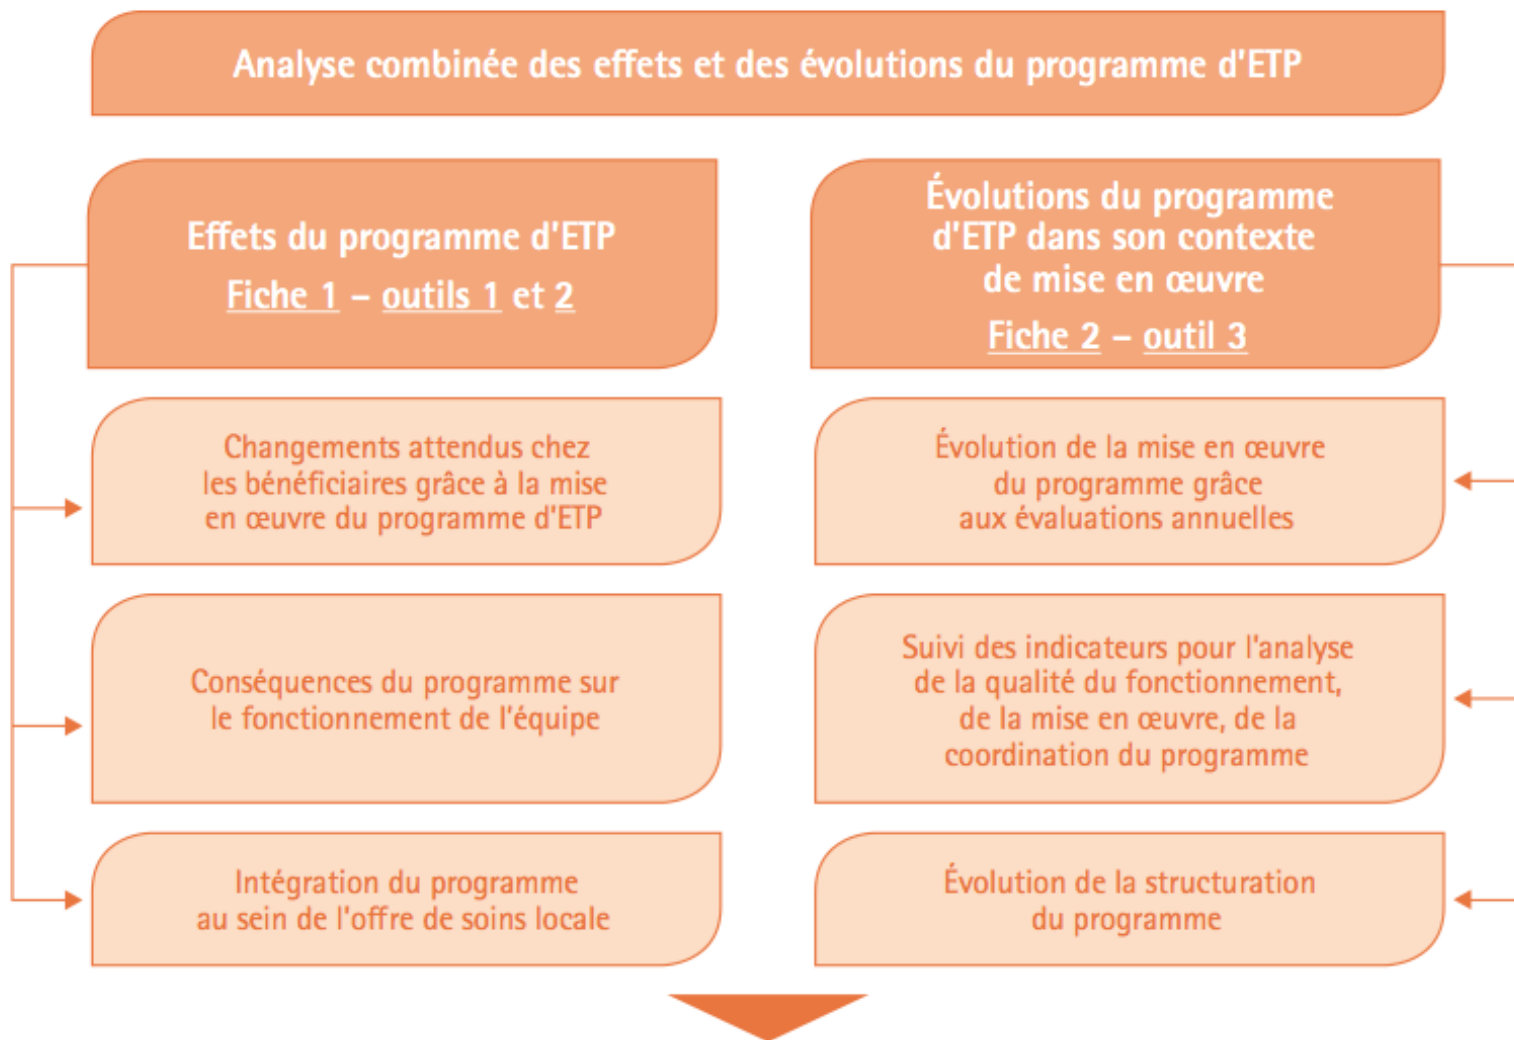 Analyse combinée des effets et des évolutions du programme d'ETP
Effets du programme d'ETP
Fiche 1 – outils 1 et 2
Changements attendus chez
les bénéficiaires grâce à la mise
en œuvre du programme d'ETP
Conséquences du programme sur
le fonctionnement de l'équipe
Intégration du programme
au sein de l'offre de soins locale
Évolutions du programme
d'ETP dans son contexte
de mise en œuvre
Fiche 2 – outil 3
Évolution de la mise en œuvre
du programme grâce
aux évaluations annuelles
Suivi des indicateurs pour l'analyse
de la qualité du fonctionnement,
de la mise en œuvre, de la
coordination du programme
Évolution de la structuration
du programme